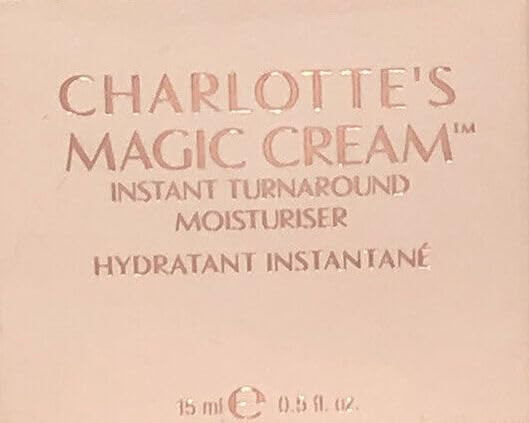 CHARLOTTE'S
MAGIC CREAM™
INSTANT TURNAROUND
MOISTURISER
HYDRATANT INSTANTANÉ
15 ml ℮ 0.5 fl. oz.